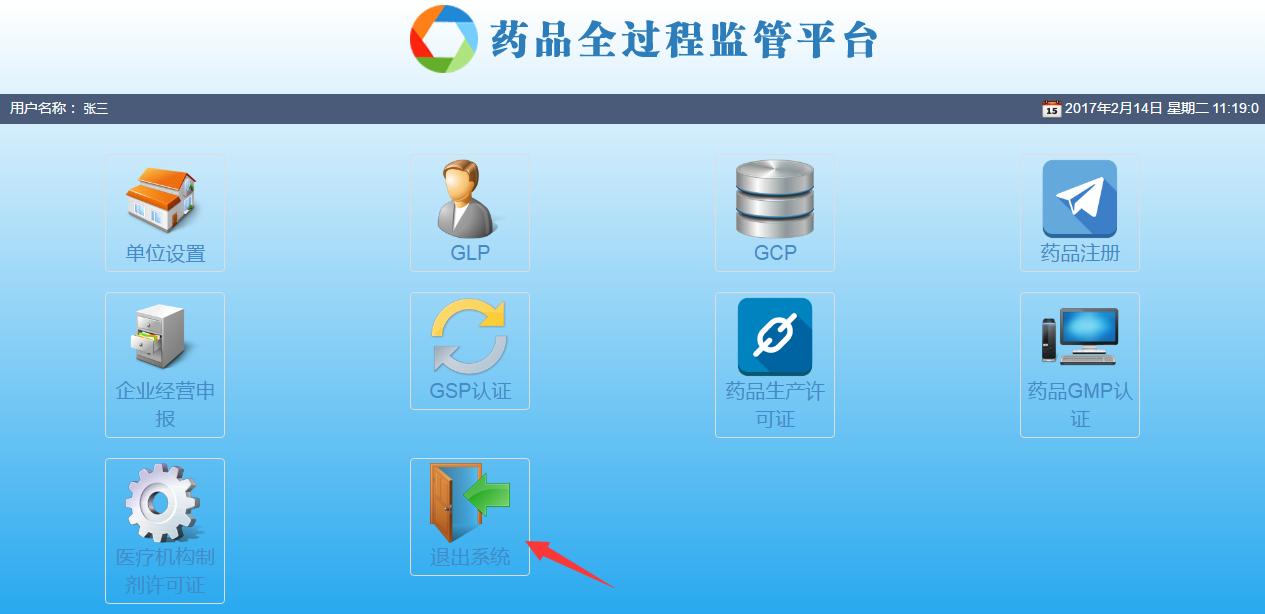 药品全过程监管平台
用户名称： 张三
15 2017年2月14日 星期二 11:19:0
单位设置
GLP
GCP
药品注册
企业经营申
报
GSP认证
药品生产许
可证
药品GMP认
证
医疗机构制
剂许可证
退出系统